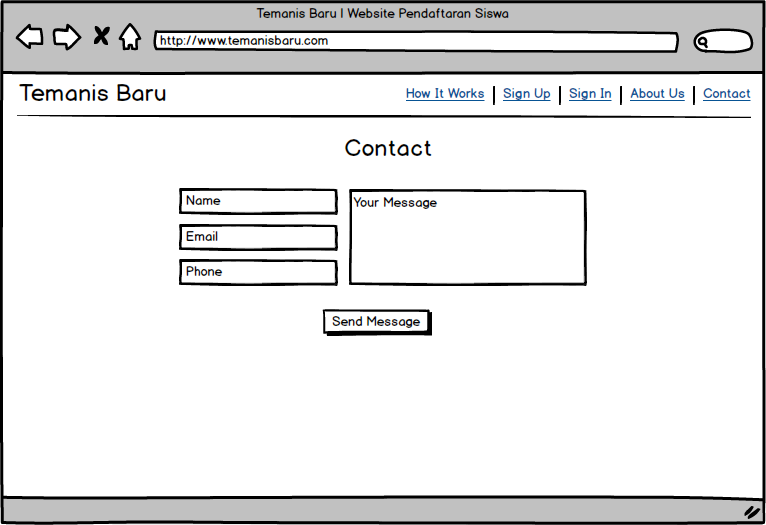 Temanis Baru | Website Pendaftaran Siswa
http://www.temanisbaru.com
Temanis Baru
How It Works | Sign Up | Sign In | About Us | Contact
Contact
Name
Your Message
Email
Phone
Send Message